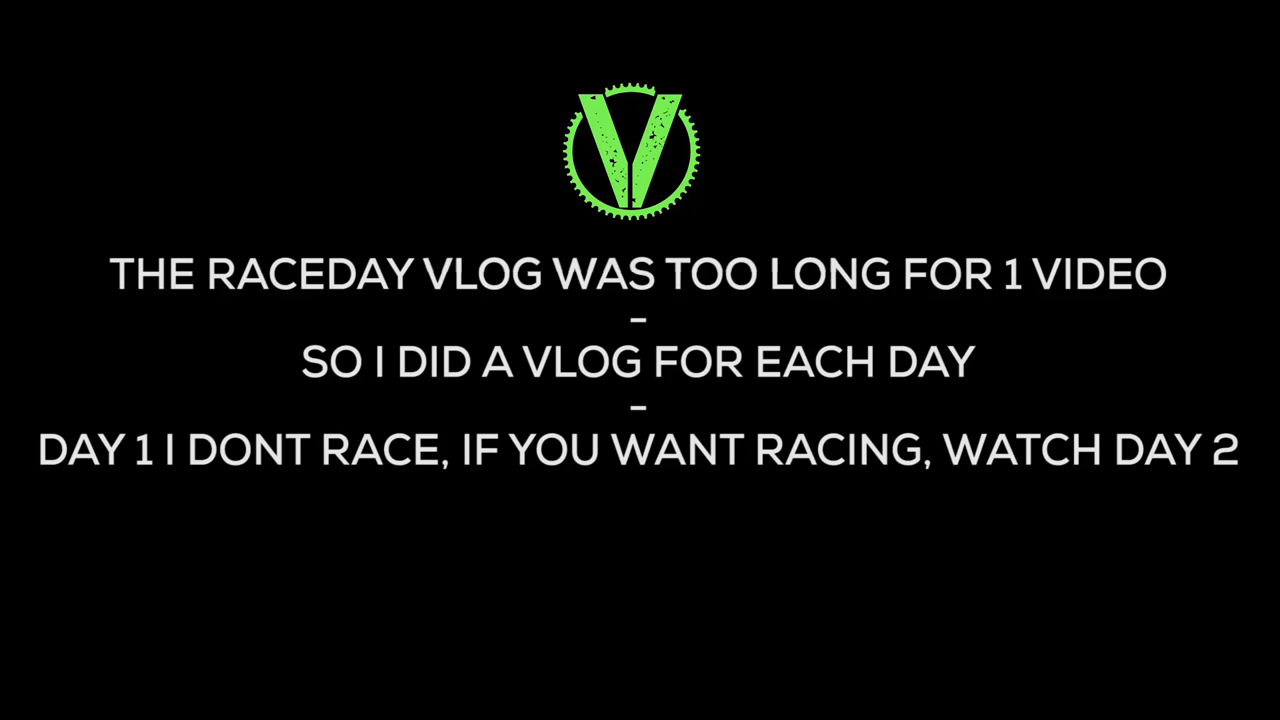 THE RACEDAY VLOG WAS TOO LONG FOR 1 VIDEO
-
SO I DID A VLOG FOR EACH DAY
-
DAY 1 I DONT RACE, IF YOU WANT RACING, WATCH DAY 2